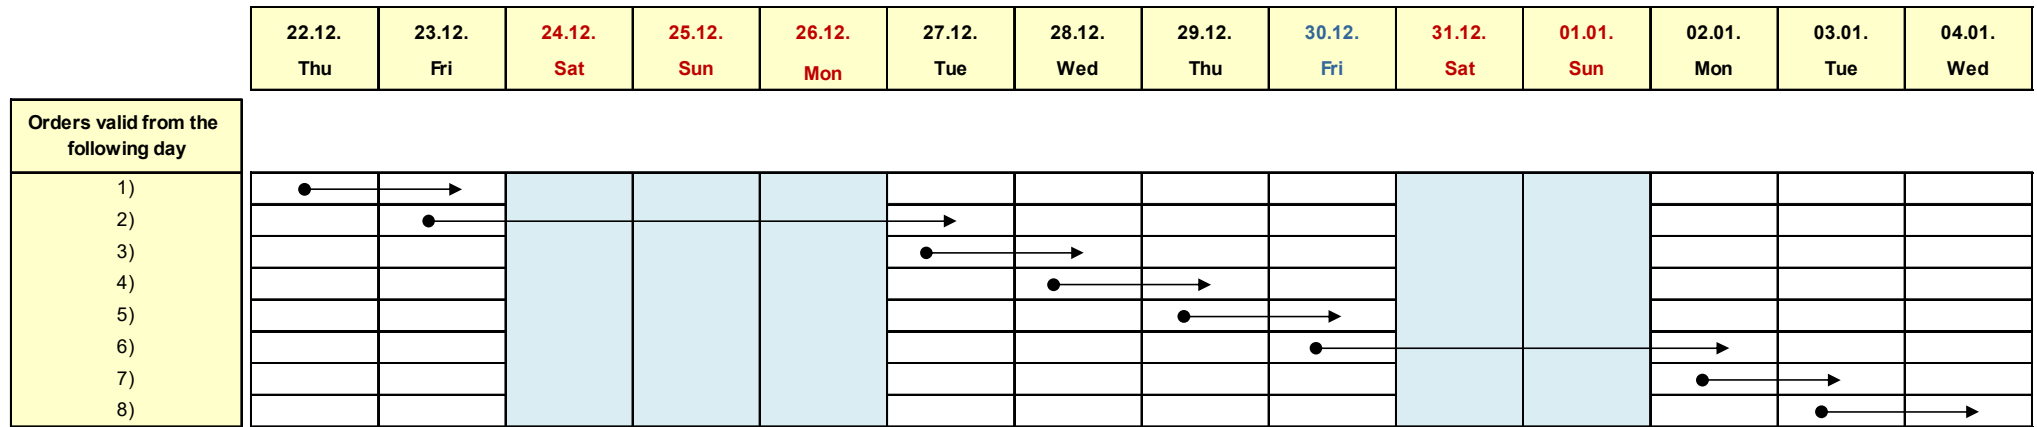 22.12. 23.12. 24.12. 25.12. 26.12. 27.12. 28.12. 29.12. 30.12. 31.12. 01.01. 02.01. 03.01. 04.01.
Thu Fri Sat Sun Mon Tue Wed Thu Fri Sat Sun Mon Tue Wed
Orders valid from the
following day
1)
2)
3)
4)
5)
6)
7)
8)